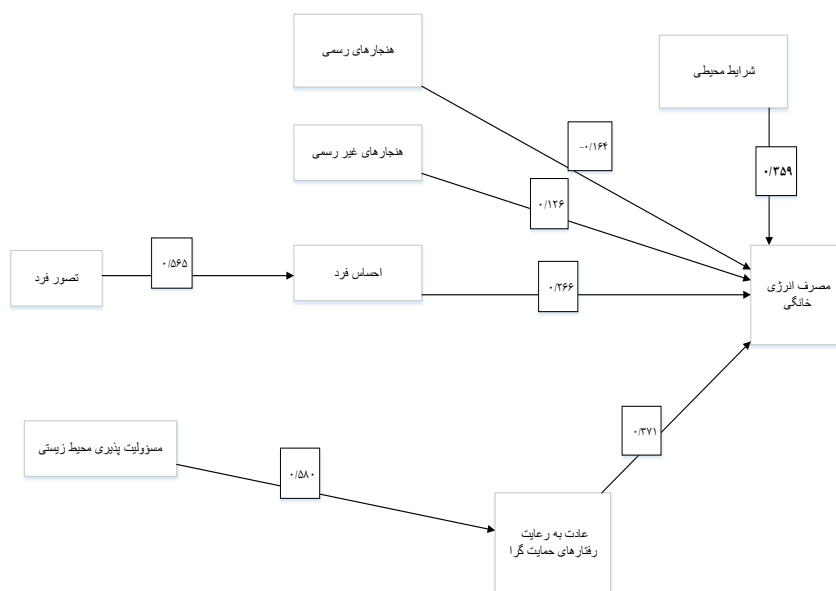 هنجارهای رسمی
شرایط محیطی
هنجارهای غیر رسمی
-۰/۱۶۴
۰/۳۵۹
۰/۱۲۶
تصور فرد
۰/۵۶۵
احساس فرد
۰/۲۶۶
مصرف انرژی
خانگی
مسؤولیت پذیری محیط زیستی
۰/۵۸۰
۰/۳۷۱
عادت به رعایت
رفتارهای حمایت گرا